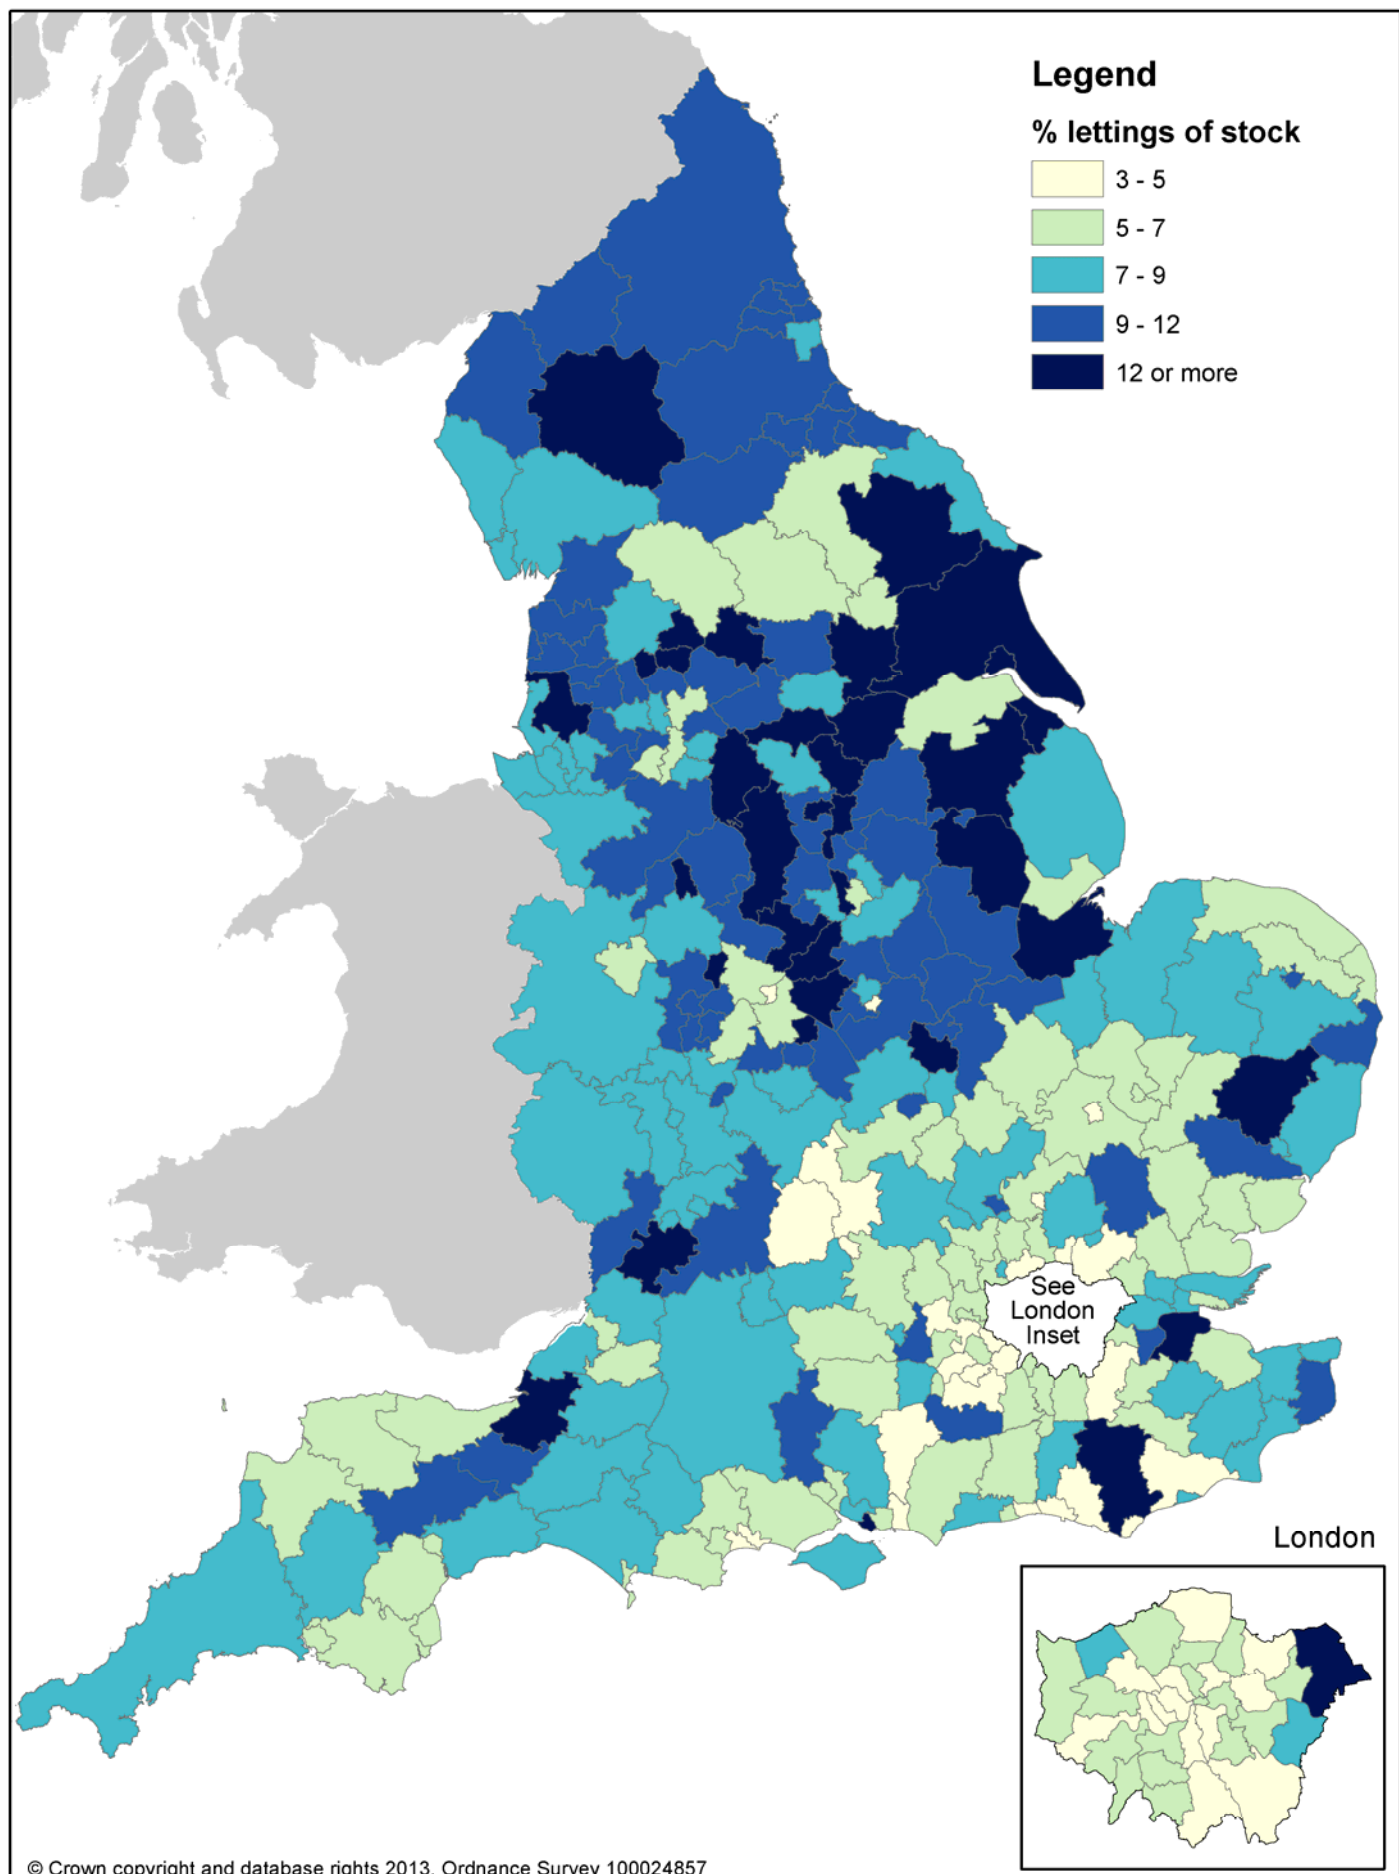 Legend
% lettings of stock
3 - 5
5 - 7
7 - 9
9 - 12
12 or more
See
London
Inset
London
© Crown copyright and database rights 2013. Ordnance Survey 100024857